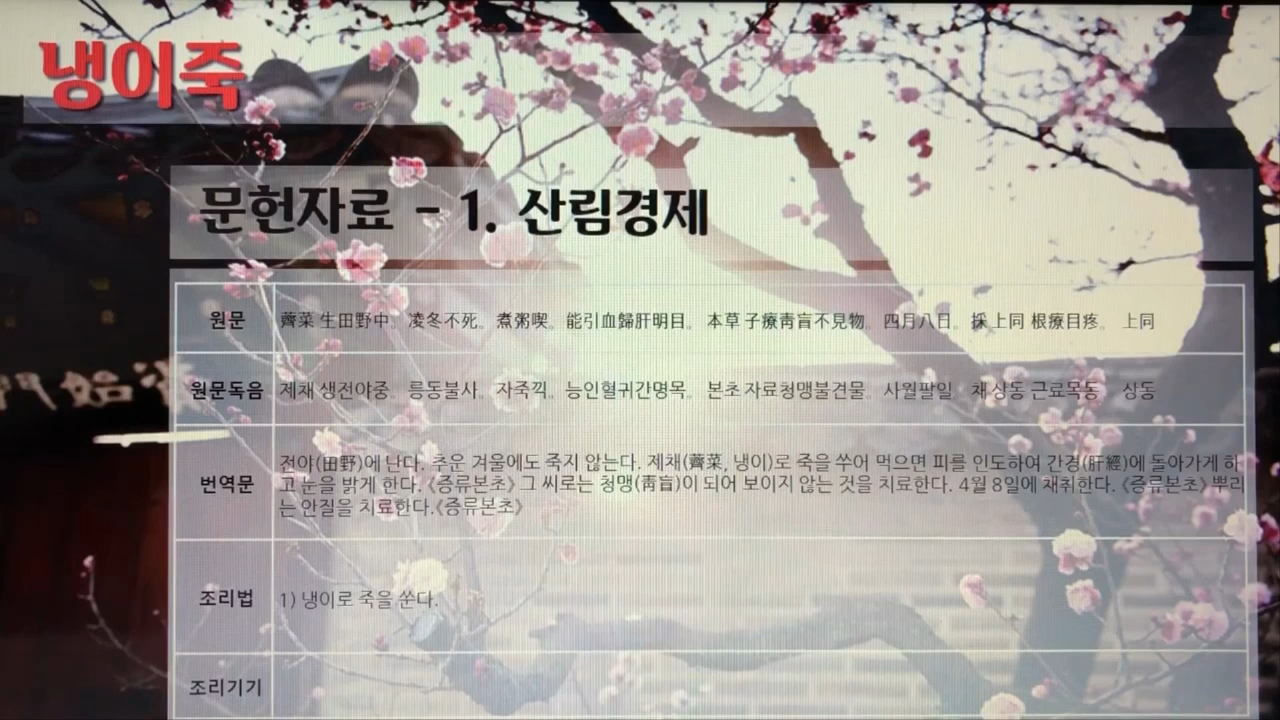 냉이죽
문헌자료 - 1. 산림경제
원문
薺菜 生田野中。 凌冬不死。 煮粥喫。 能引血歸肝明目。 本草 子療靑盲不見物。 四月八日。 採 上同 根療目疼。 上同
원문독음
제채 생전야중。 릉동불사。 자죽끽。 능인혈귀간명목。 본초 자료청맹불견물。 사월팔일。 채 상동 근료목동。 상동
번역문
전야(田野)에 난다. 추운 겨울에도 죽지 않는다. 제채(薺菜, 냉이)로 죽을 쑤어 먹으면 피를 인도하여 간경(肝經)에 돌아가게 하
고 눈을 밝게 한다.《증류본초》 그 씨로는 청맹(靑盲)이 되어 보이지 않는 것을 치료한다. 4월 8일에 채취한다. 《증류본초》 뿌리
는 안질을 치료한다.《증류본초》
조리법
1) 냉이로 죽을 쑨다.
조리기기
門 始